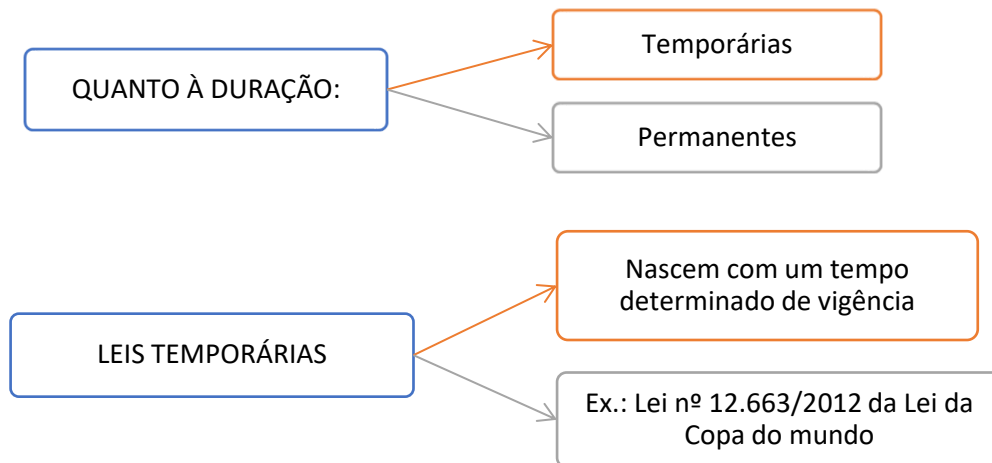 QUANTO À DURAÇÃO:
Temporárias
Permanentes
LEIS TEMPORÁRIAS
Nascem com um tempo
determinado de vigência
Ex.: Lei nº 12.663/2012 da Lei da
Copa do mundo